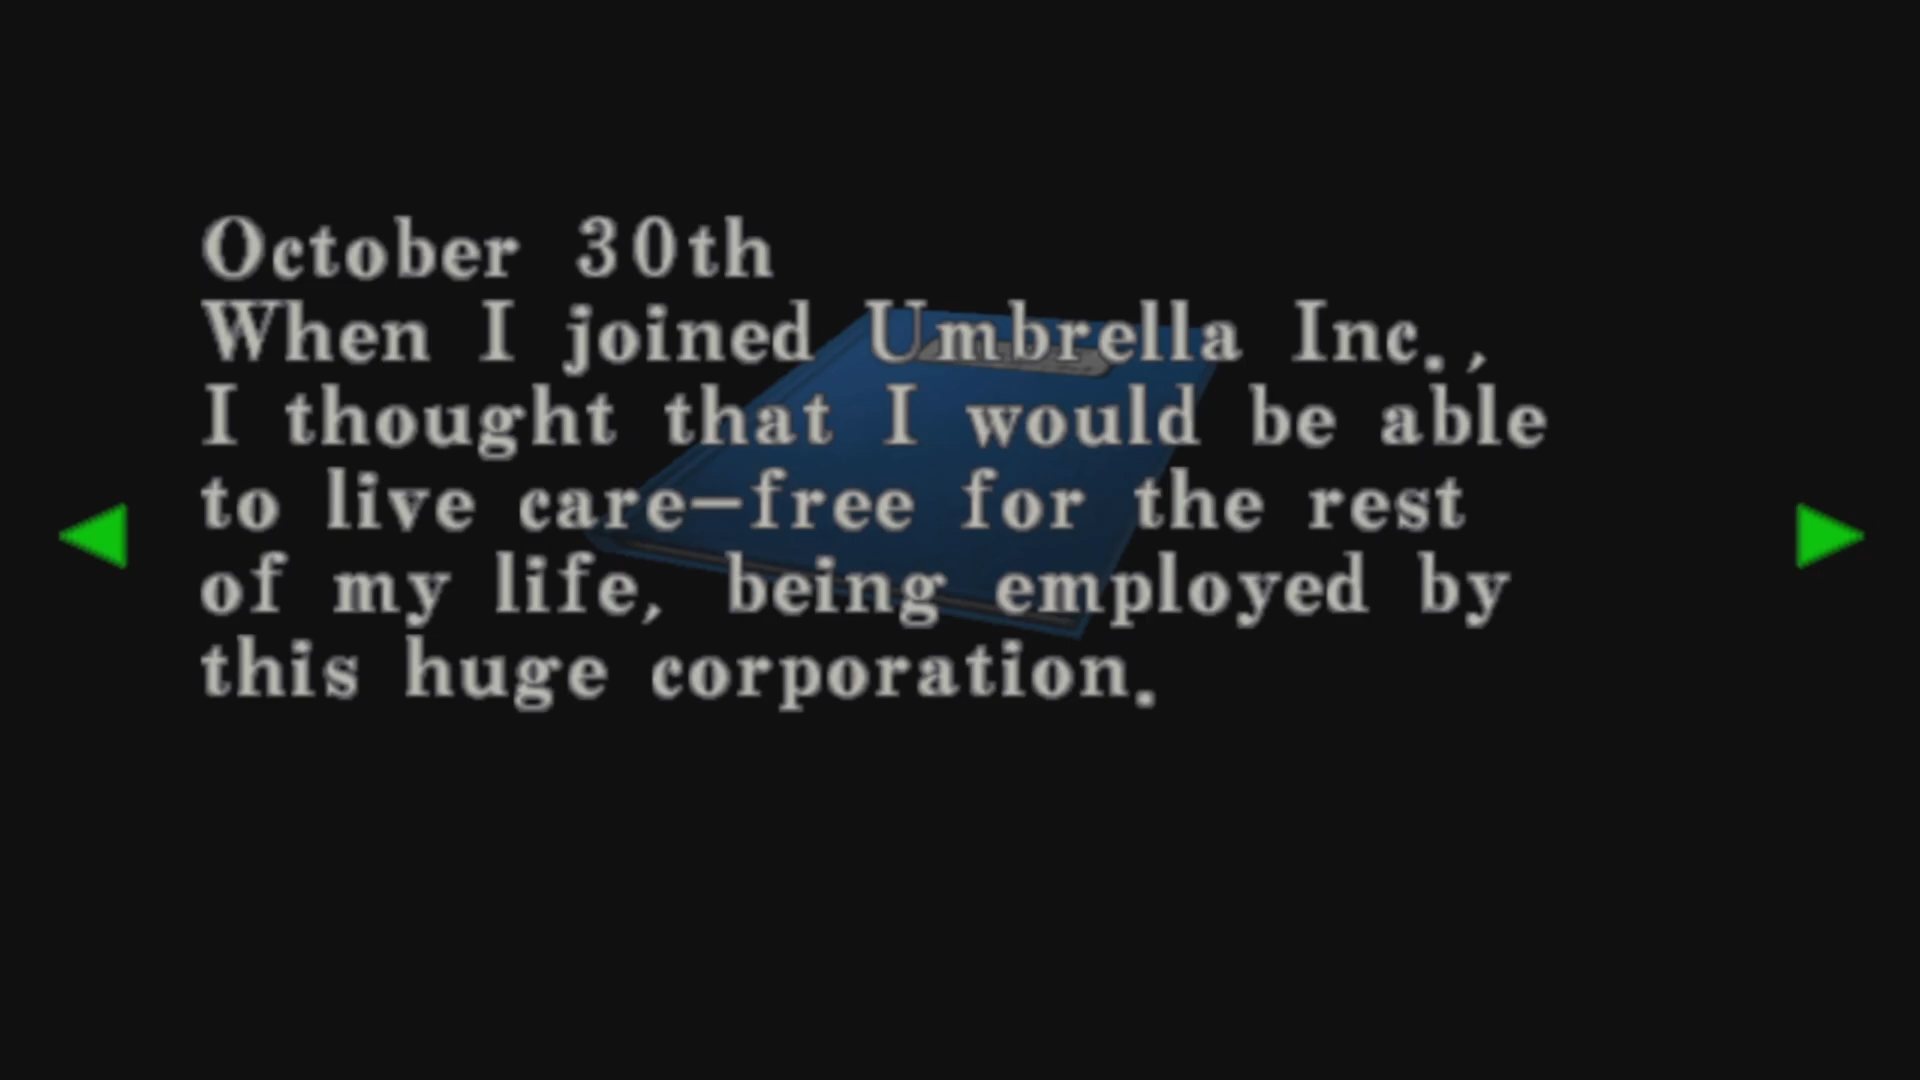 October 30th
When I joined Umbrella Inc.,
I thought that I would be able
to live care—free for the rest
of my life, being employed by
this huge corporation.